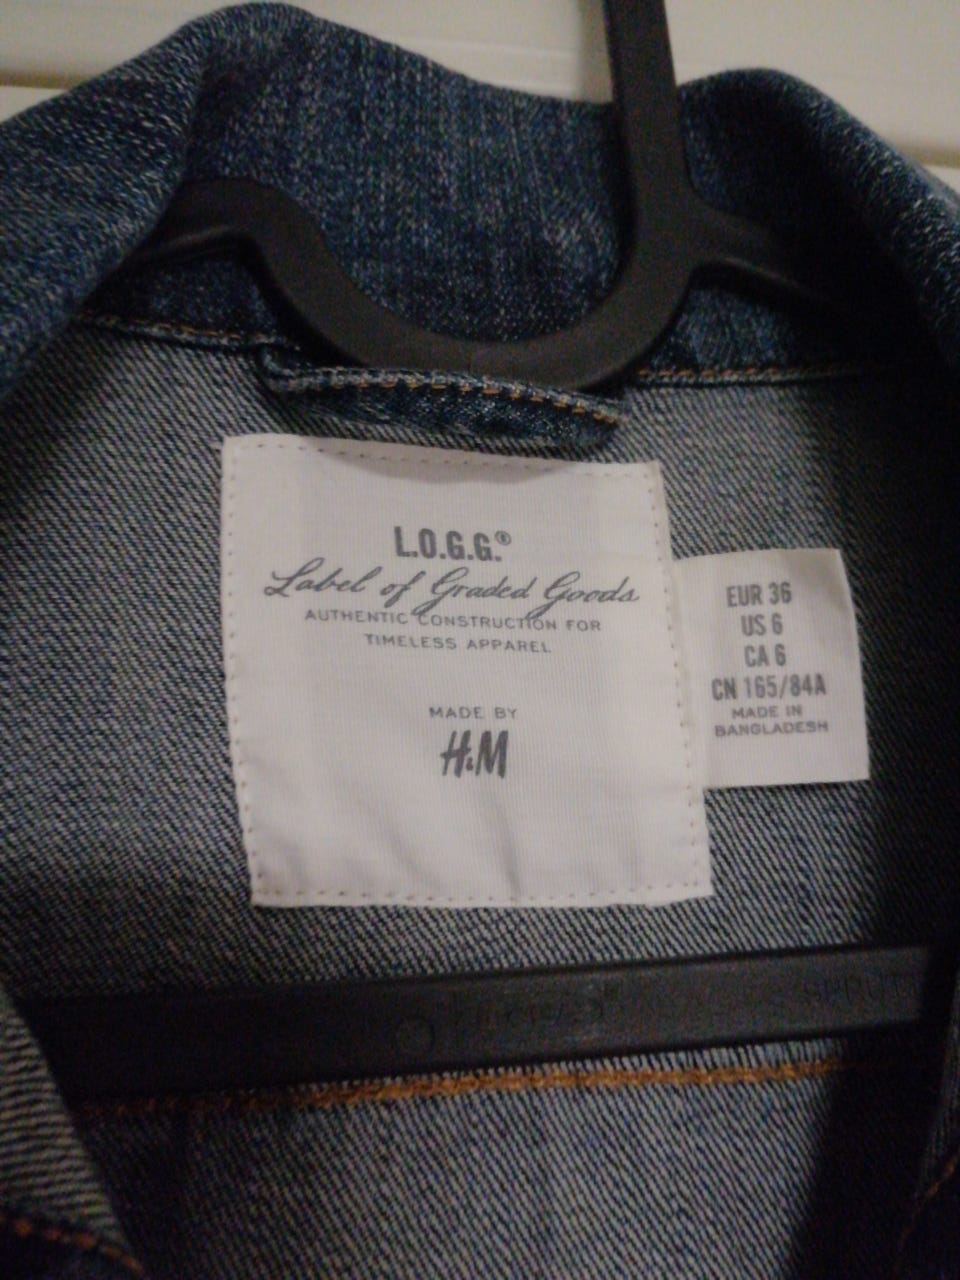 L.O.G.G.®
Label of Graded Goods
AUTHENTIC CONSTRUCTION FOR
TIMELESS APPAREL
MADE BY
H&M
EUR 36
US 6
CA 6
CN 165/84A
MADE IN
BANGLADESH
SPRUT